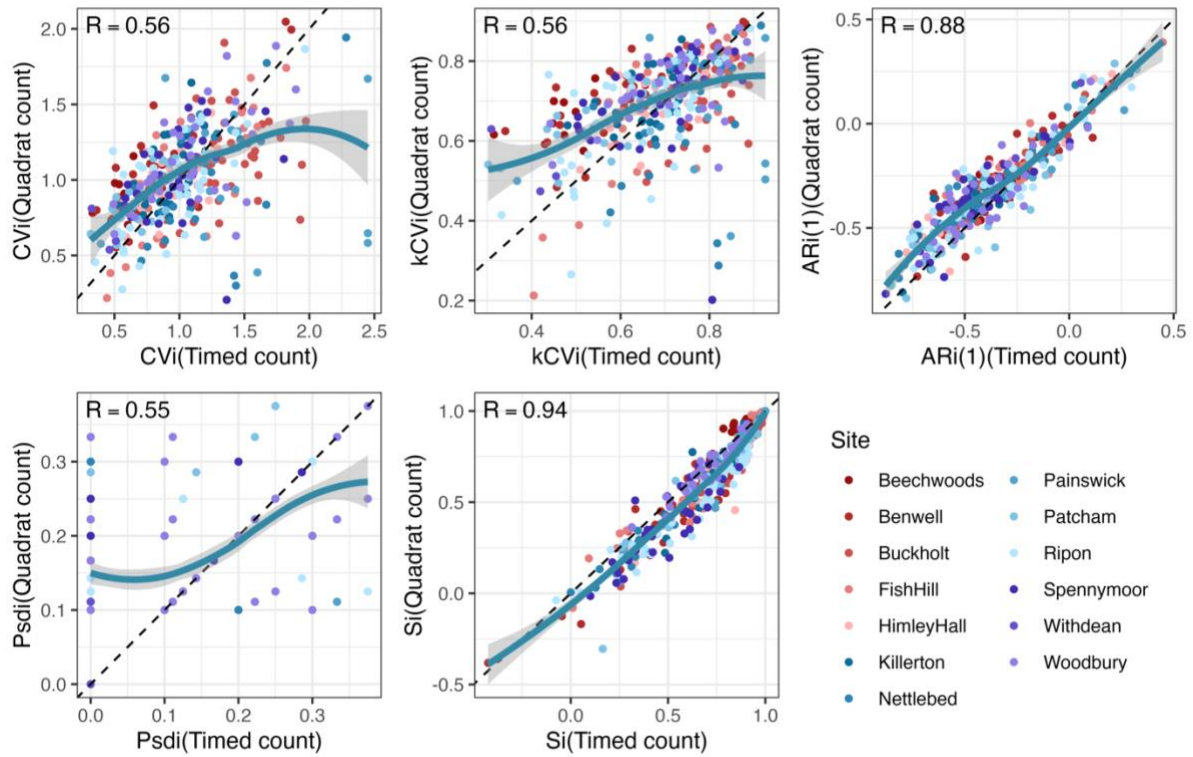 R = 0.56
CVi(Quadrat count)
2.0
1.5
1.0
0.5
0.5 1.0 1.5 2.0 2.5
CVi(Timed count)
R = 0.56
kCVi(Quadrat count)
0.8
0.6
0.4
0.2
0.4 0.6 0.8
kCVi(Timed count)
R = 0.88
ARi(1)(Quadrat count)
0.5
0.0
-0.5
-0.5 0.0 0.5
ARi(1)(Timed count)
R = 0.55
Psdi(Quadrat count)
0.3
0.2
0.1
0.0
0.0 0.1 0.2 0.3
Psdi(Timed count)
R = 0.94
Si(Quadrat count)
1.0
0.5
0.0
-0.5
0.0 0.5 1.0
Si(Timed count)
Site
Beechwoods
Benwell
Buckholt
FishHill
HimleyHall
Killerton
Nettlebed
Painswick
Patcham
Ripon
Spennymoor
Withdean
Woodbury